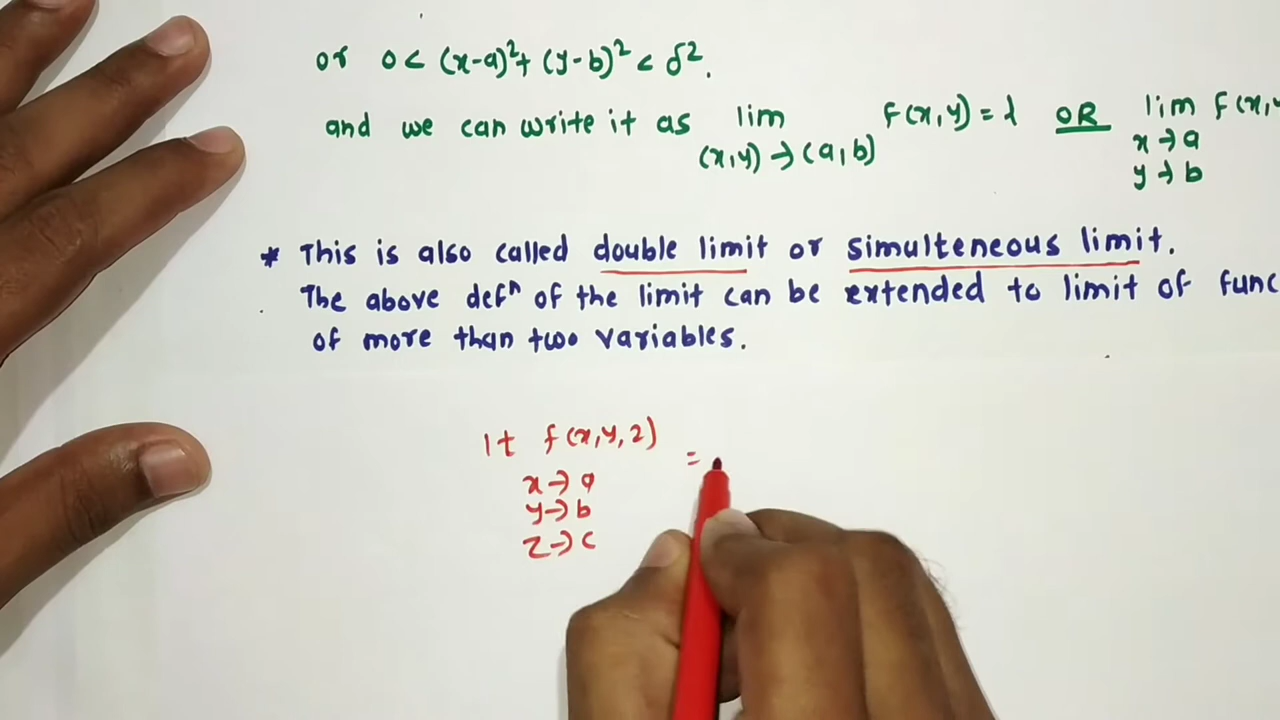 or 0 < (x-a)²+ (y-b)² < δ².
and we can write it as lim F(x,y) = l OR lim F(x,
(x,y)→(a,b) x→a
y→b
* This is also called double limit or simulteneous limit.
The above defⁿ of the limit can be extended to limit of func
of more than two variables.
lt f(x,y,z) =
x→a
y→b
z→c